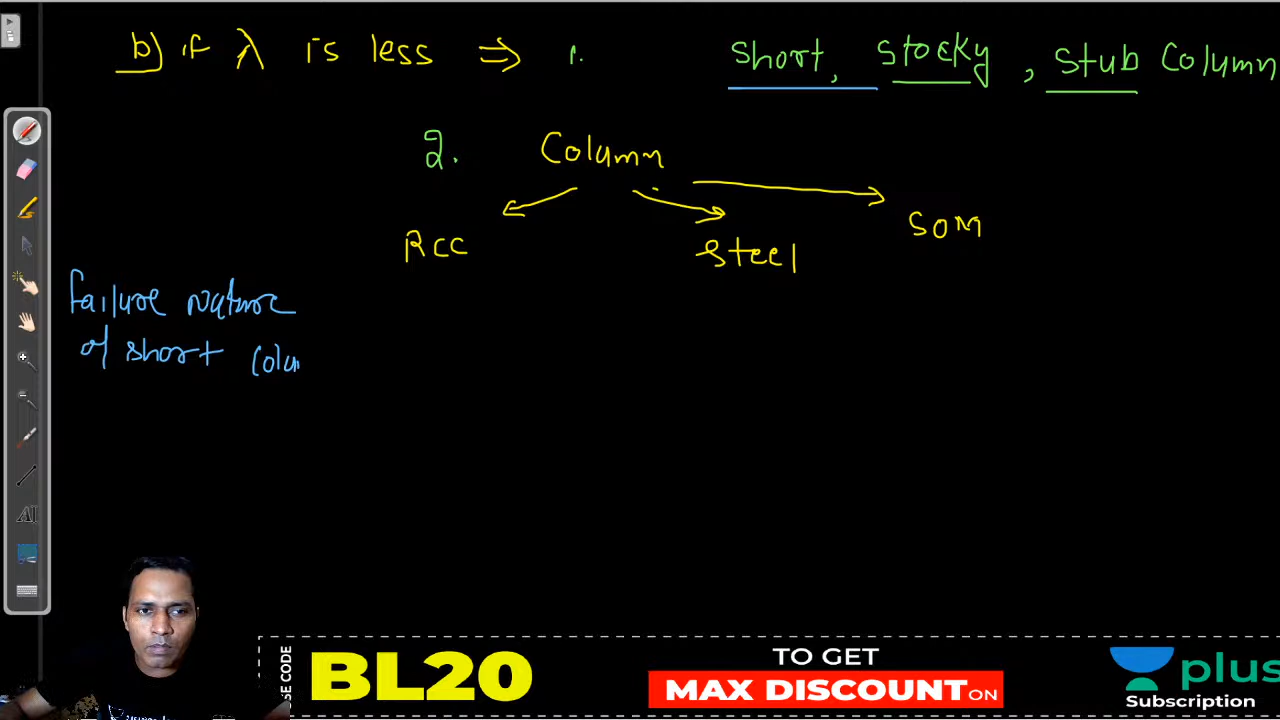 b) if λ is less ⇒ 1. Short, Stocky, Stub Column
2. Column
RCC Steel SOM
failure nature
of short colu
CODE
BL20
TO GET
MAX DISCOUNT ON
plus
Subscription